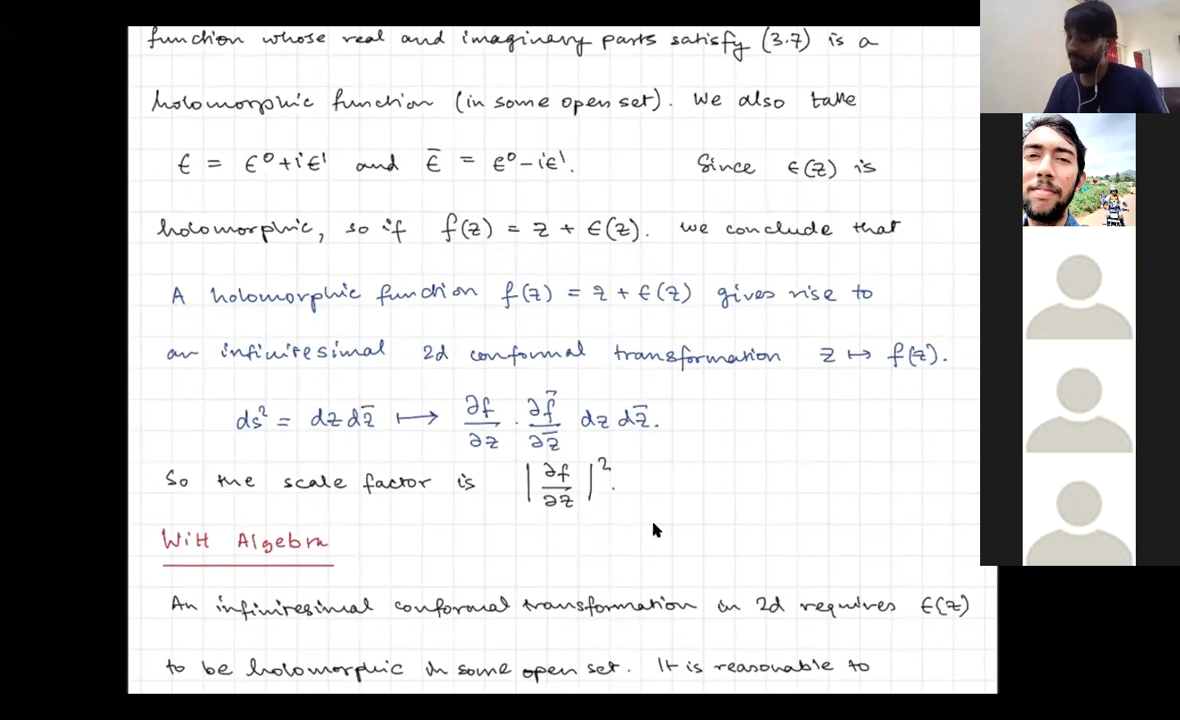 function whose real and imaginery parts satisfy (3.7) is a
holomorphic function (in some open set). We also take
ϵ = ϵ⁰+iϵ¹ and ϵ̄ = ϵ⁰-iϵ¹. Since ϵ(z) is
holomorphic, so if f(z) = z + ϵ(z). we conclude that
A holomorphic function f(z) = z + ϵ(z) gives rise to
an infinitesimal 2d conformal transformation z ↦ f(z).
ds² = dz dz̄ ⟼ ∂f/∂z · ∂f̄/∂z̄ dz dz̄.
So the scale factor is |∂f/∂z|².
Witt Algebra
An infinitesimal conformal transformation in 2d requires ϵ(z)
to be holomorphic in some open set. It is reasonable to